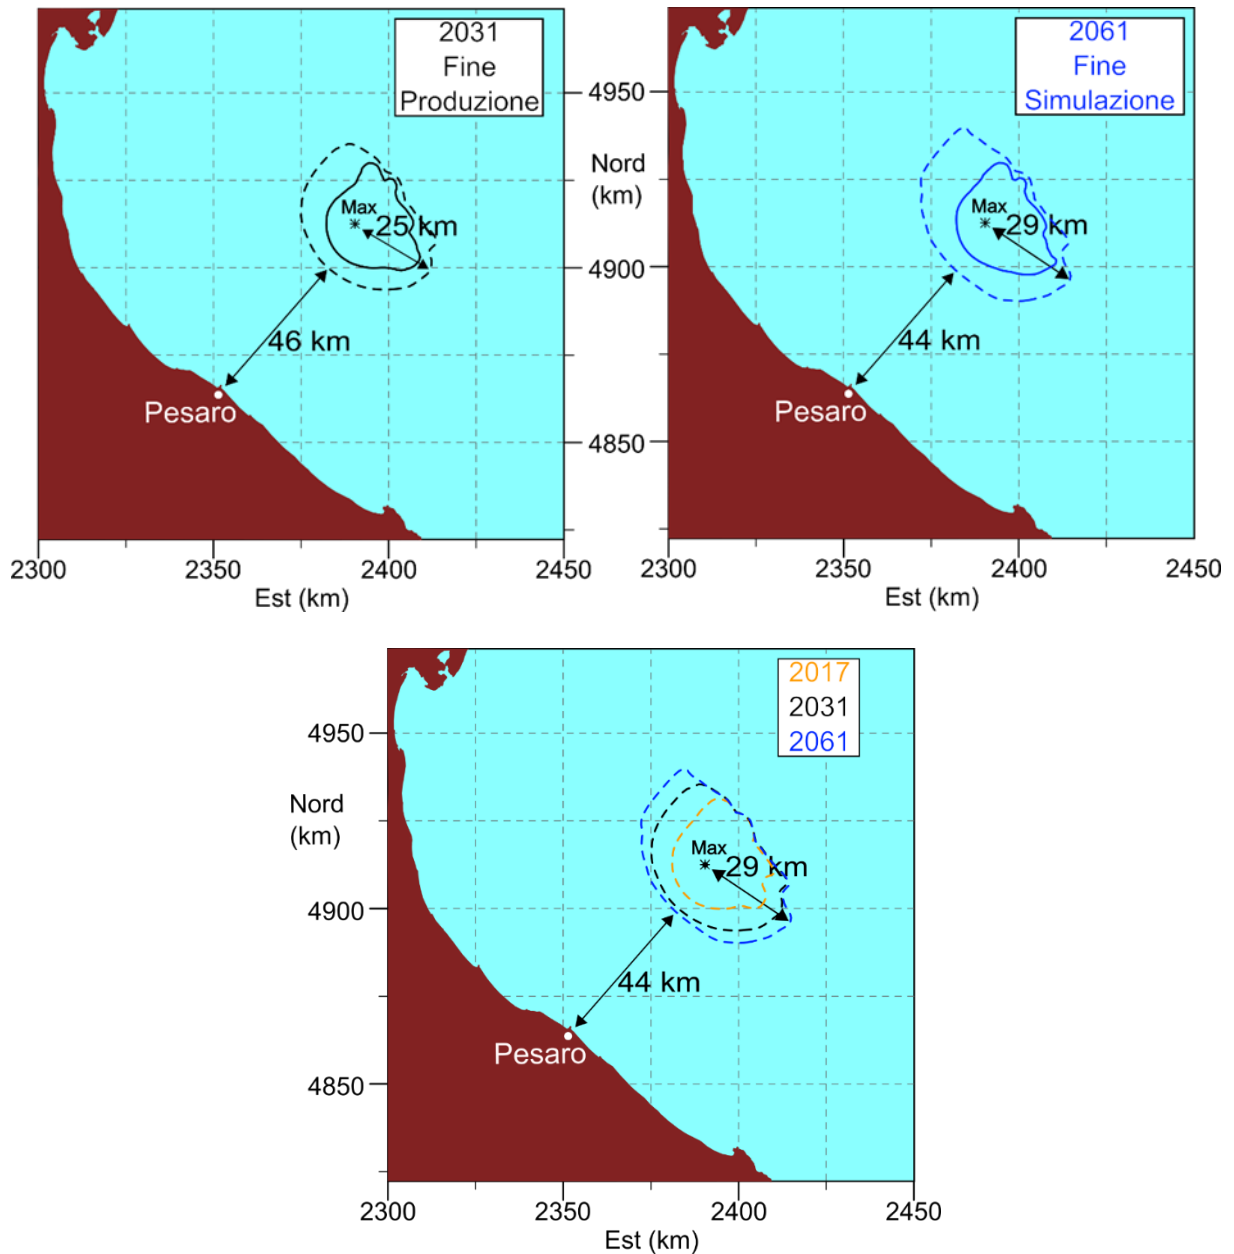 2031
Fine
Produzione
Max
25 km
46 km
Pesaro
2300
2350
2400
2450
Est (km)
4950
Nord
(km)
4900
4850
2061
Fine
Simulazione
Max
29 km
44 km
Pesaro
2300
2350
2400
2450
Est (km)
2017
2031
2061
4950
Nord
(km)
4900
4850
Max
29 km
44 km
Pesaro
2300
2350
2400
2450
Est (km)